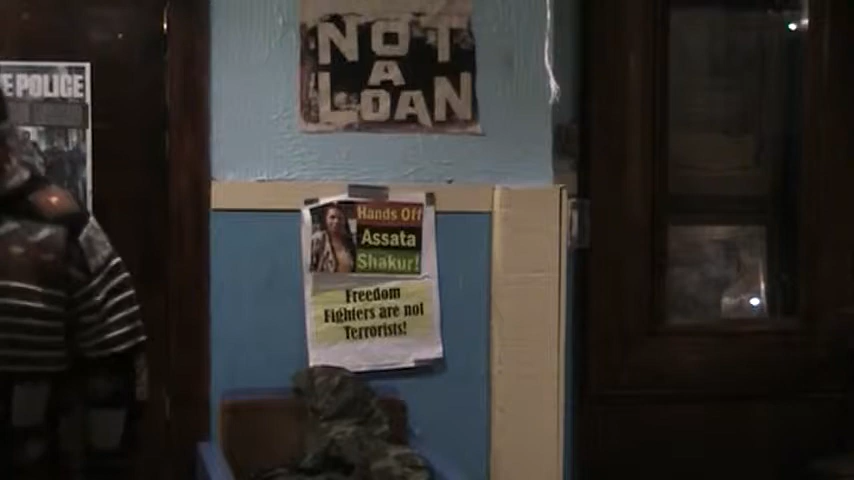 E POLICE
NOT
A
LOAN
Hands Off
Assata
Shakur!
Freedom
Fighters are not
Terrorists!